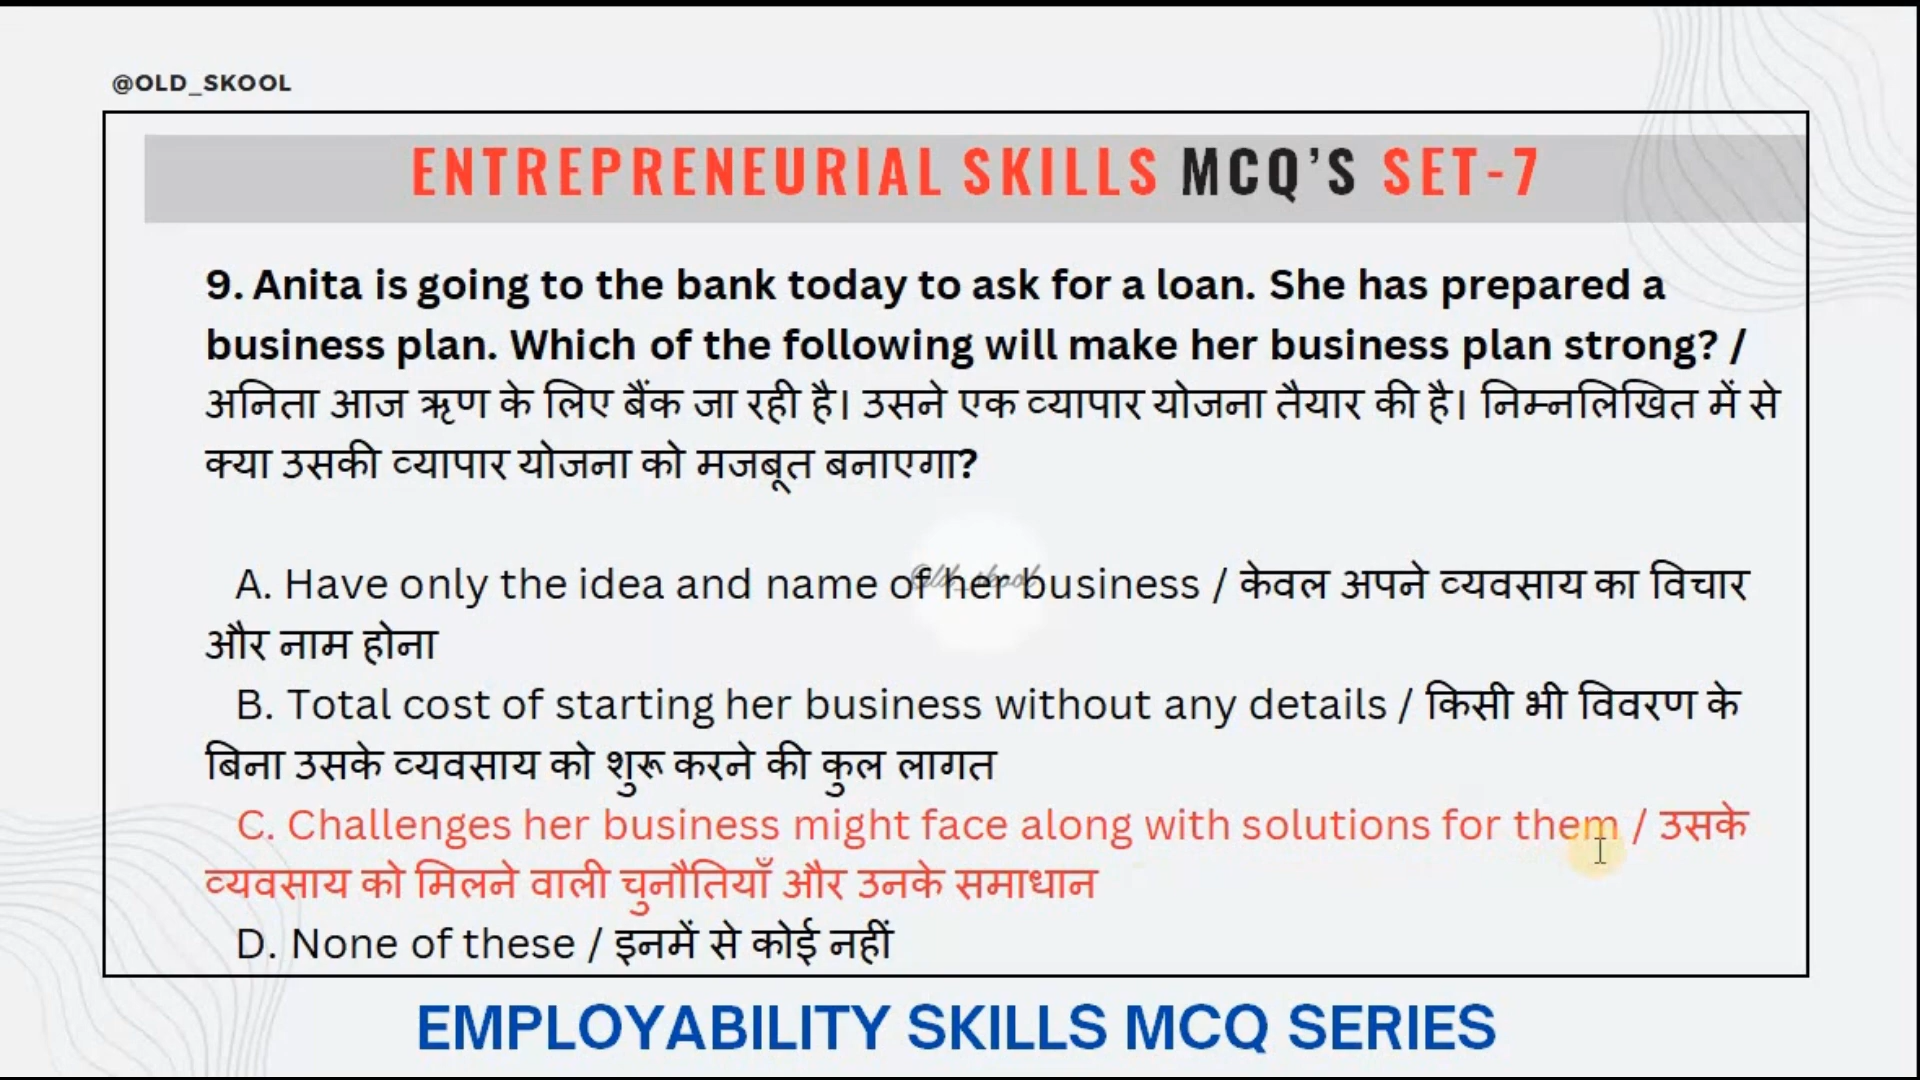 @OLD_SKOOL
ENTREPRENEURIAL SKILLS MCQ'S SET-7
9. Anita is going to the bank today to ask for a loan. She has prepared a
business plan. Which of the following will make her business plan strong? /
अनिता आज ऋण के लिए बैंक जा रही है। उसने एक व्यापार योजना तैयार की है। निम्नलिखित में से
क्या उसकी व्यापार योजना को मजबूत बनाएगा?
A. Have only the idea and name of her business / केवल अपने व्यवसाय का विचार
और नाम होना
B. Total cost of starting her business without any details / किसी भी विवरण के
बिना उसके व्यवसाय को शुरू करने की कुल लागत
C. Challenges her business might face along with solutions for them / उसके
व्यवसाय को मिलने वाली चुनौतियाँ और उनके समाधान
D. None of these / इनमें से कोई नहीं
EMPLOYABILITY SKILLS MCQ SERIES